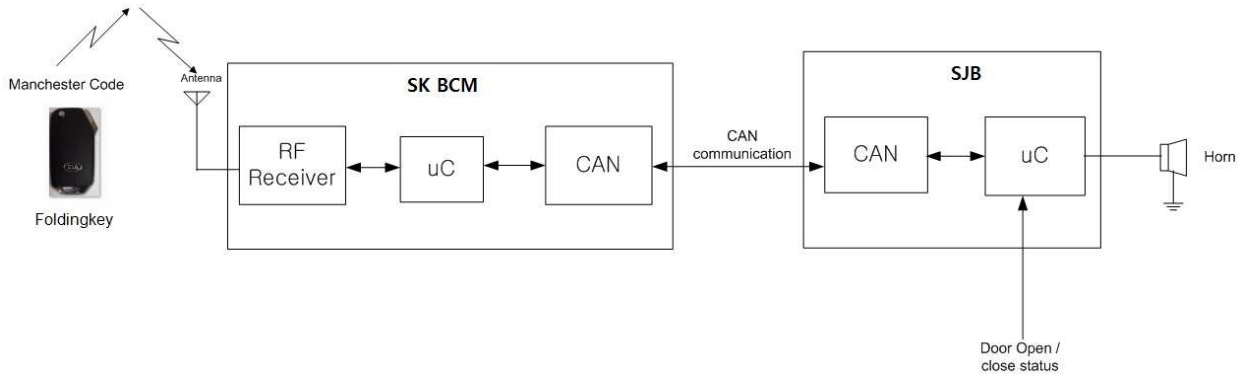 Manchester Code
Foldingkey
Antenna
SK BCM
RF
Receiver
uC
CAN
CAN
communication
SJB
CAN
uC
Horn
Door Open /
close status